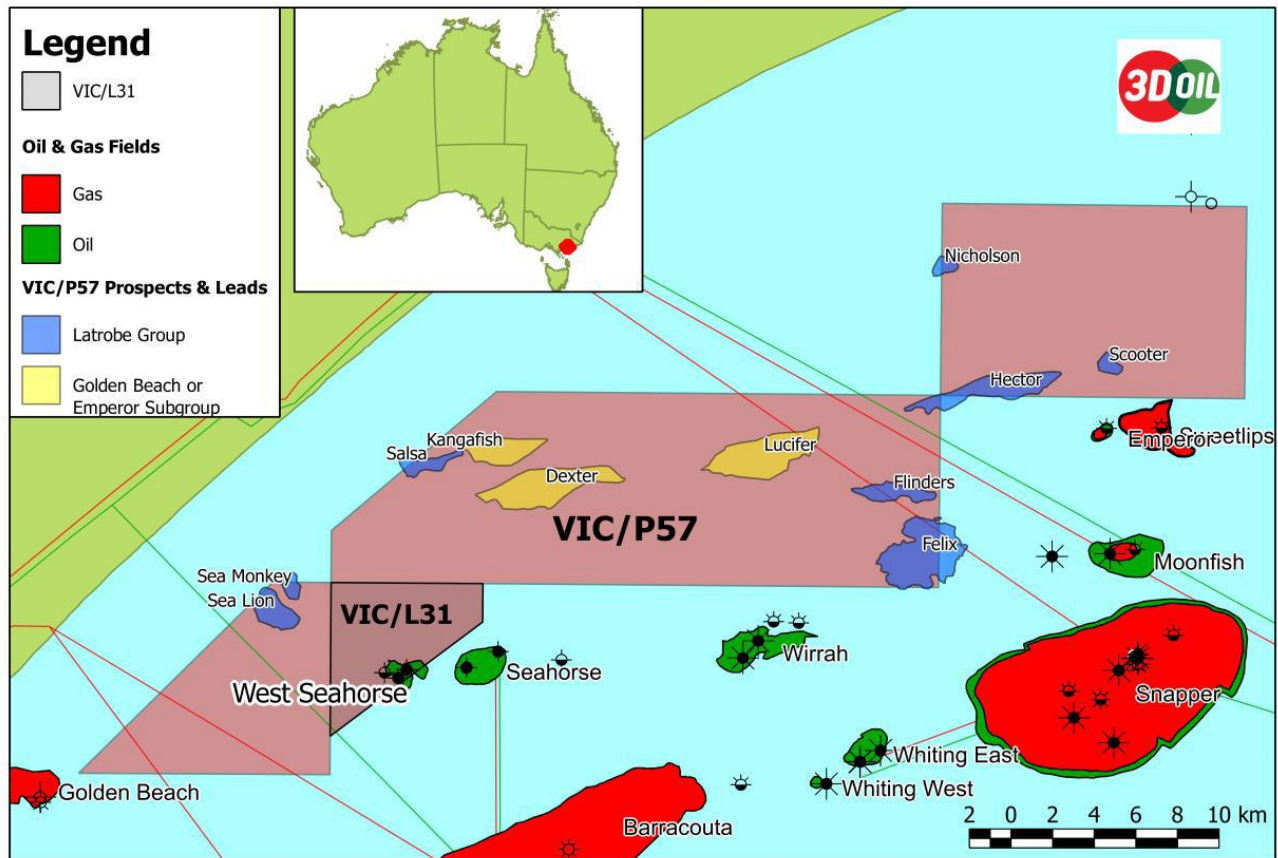 Legend
VIC/L31
Oil & Gas Fields
Gas
Oil
VIC/P57 Prospects & Leads
Latrobe Group
Golden Beach or
Emperor Subgroup
3D OIL
Nicholson
Scooter
Hector
Emperor
Sweetlips
Kangafish
Salsa
Lucifer
Dexter
Flinders
VIC/P57
Felix
Moonfish
Sea Monkey
Sea Lion
VIC/L31
Wirrah
Seahorse
West Seahorse
Snapper
Whiting East
Whiting West
Golden Beach
Barracouta
2 0 2 4 6 8 10 km